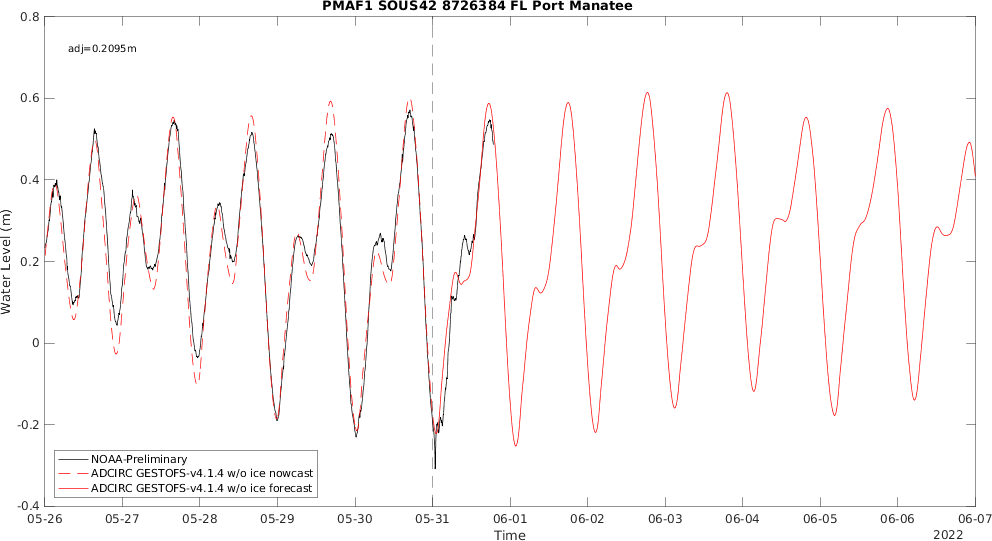 PMAF1 SOUS42 8726384 FL Port Manatee
0.8
adj=0.2095m
0.6
0.4
0.2
0
-0.2
-0.4
Water Level (m)
NOAA-Preliminary
ADCIRC GESTOFS-v4.1.4 w/o ice nowcast
ADCIRC GESTOFS-v4.1.4 w/o ice forecast
05-26 05-27 05-28 05-29 05-30 05-31 06-01 06-02 06-03 06-04 06-05 06-06 06-07
Time
2022